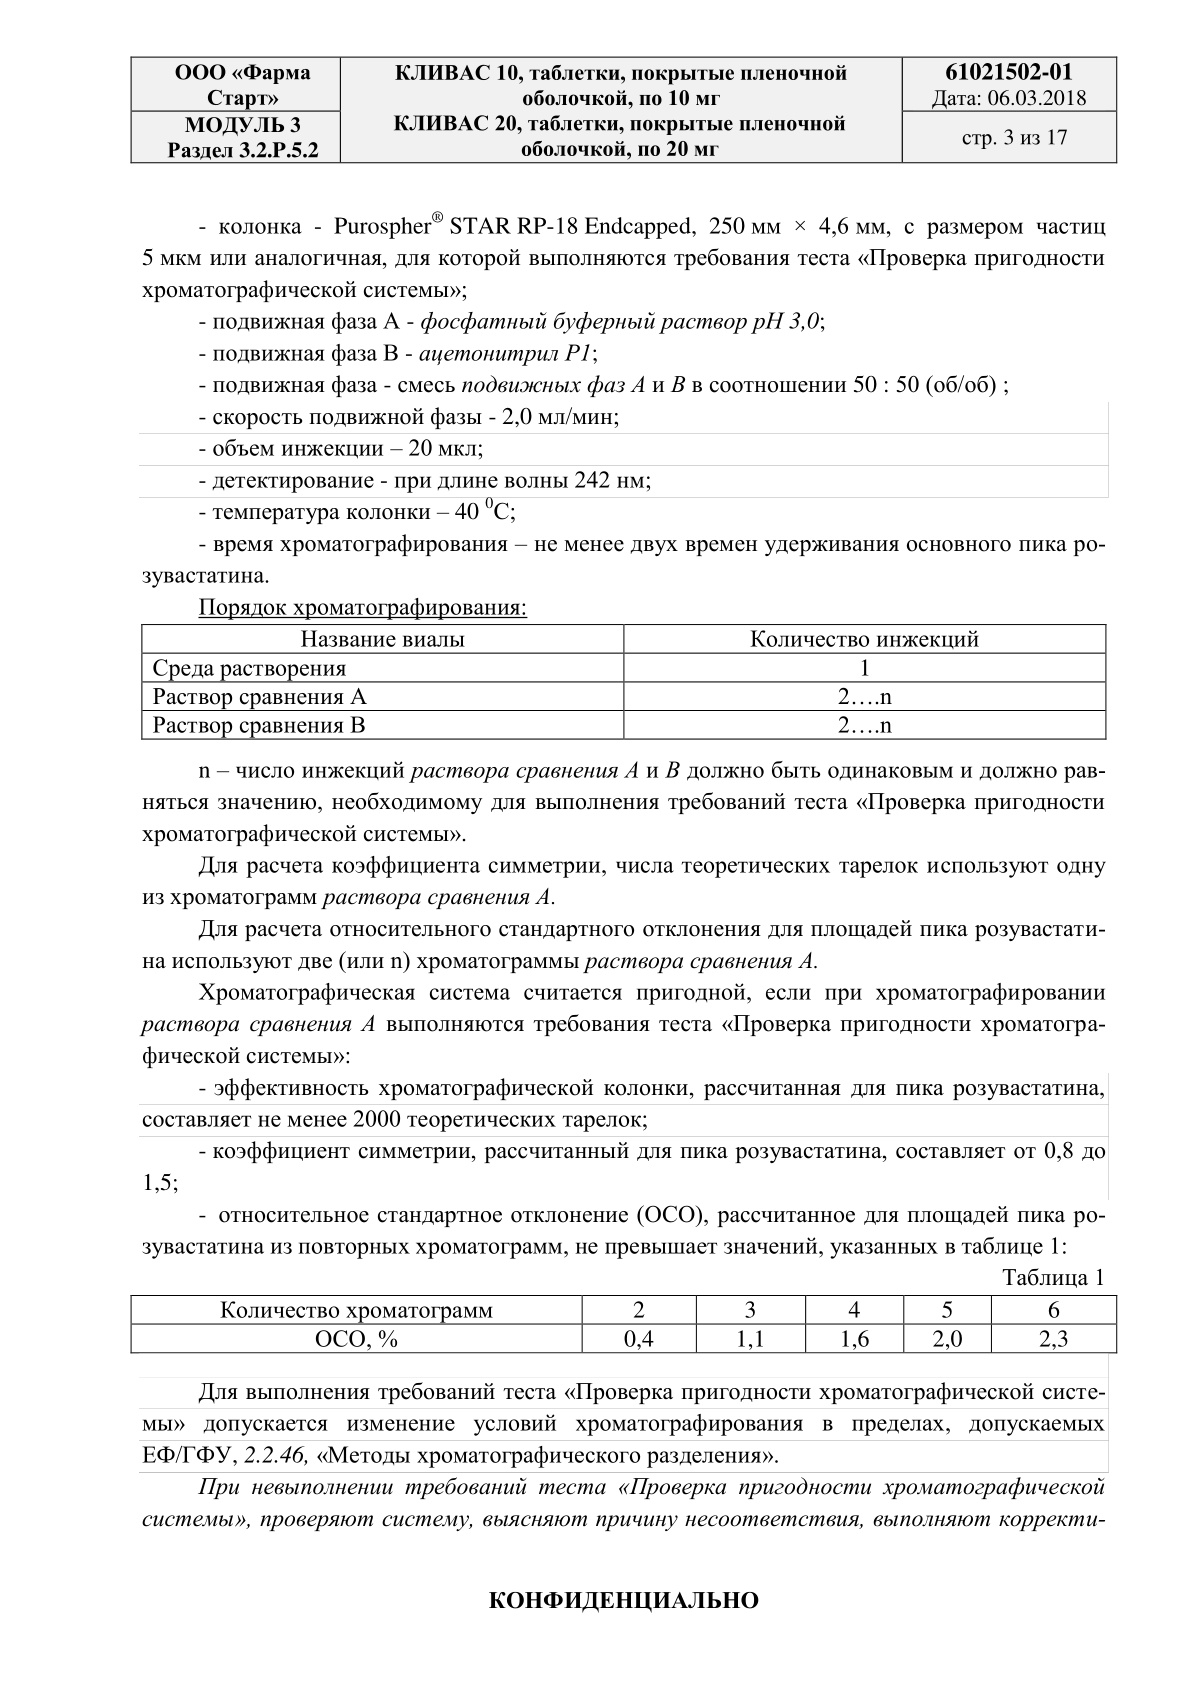 ООО «Фарма
Старт»
МОДУЛЬ 3
Раздел 3.2.Р.5.2
КЛИВАС 10, таблетки, покрытые пленочной
оболочкой, по 10 мг
КЛИВАС 20, таблетки, покрытые пленочной
оболочкой, по 20 мг
61021502-01
Дата: 06.03.2018
стр. 3 из 17
- колонка - Purospher® STAR RP-18 Endcapped, 250 мм × 4,6 мм, с размером частиц
5 мкм или аналогичная, для которой выполняются требования теста «Проверка пригодности
хроматографической системы»;
- подвижная фаза А - фосфатный буферный раствор рН 3,0;
- подвижная фаза В - ацетонитрил Р1;
- подвижная фаза - смесь подвижных фаз А и В в соотношении 50 : 50 (об/об) ;
- скорость подвижной фазы - 2,0 мл/мин;
- объем инжекции – 20 мкл;
- детектирование - при длине волны 242 нм;
- температура колонки – 40 ⁰С;
- время хроматографирования – не менее двух времен удерживания основного пика ро-
зувастатина.
Порядок хроматографирования:
Название виалы Количество инжекций
Среда растворения 1
Раствор сравнения А 2….n
Раствор сравнения В 2….n
n – число инжекций раствора сравнения А и В должно быть одинаковым и должно рав-
няться значению, необходимому для выполнения требований теста «Проверка пригодности
хроматографической системы».
Для расчета коэффициента симметрии, числа теоретических тарелок используют одну
из хроматограмм раствора сравнения А.
Для расчета относительного стандартного отклонения для площадей пика розувастати-
на используют две (или n) хроматограммы раствора сравнения А.
Хроматографическая система считается пригодной, если при хроматографировании
раствора сравнения А выполняются требования теста «Проверка пригодности хроматогра-
фической системы»:
- эффективность хроматографической колонки, рассчитанная для пика розувастатина,
составляет не менее 2000 теоретических тарелок;
- коэффициент симметрии, рассчитанный для пика розувастатина, составляет от 0,8 до
1,5;
- относительное стандартное отклонение (ОСО), рассчитанное для площадей пика ро-
зувастатина из повторных хроматограмм, не превышает значений, указанных в таблице 1:
Таблица 1
Количество хроматограмм 2 3 4 5 6
ОСО, % 0,4 1,1 1,6 2,0 2,3
Для выполнения требований теста «Проверка пригодности хроматографической систе-
мы» допускается изменение условий хроматографирования в пределах, допускаемых
ЕФ/ГФУ, 2.2.46, «Методы хроматографического разделения».
При невыполнении требований теста «Проверка пригодности хроматографической
системы», проверяют систему, выясняют причину несоответствия, выполняют корректи-
КОНФИДЕНЦИАЛЬНО